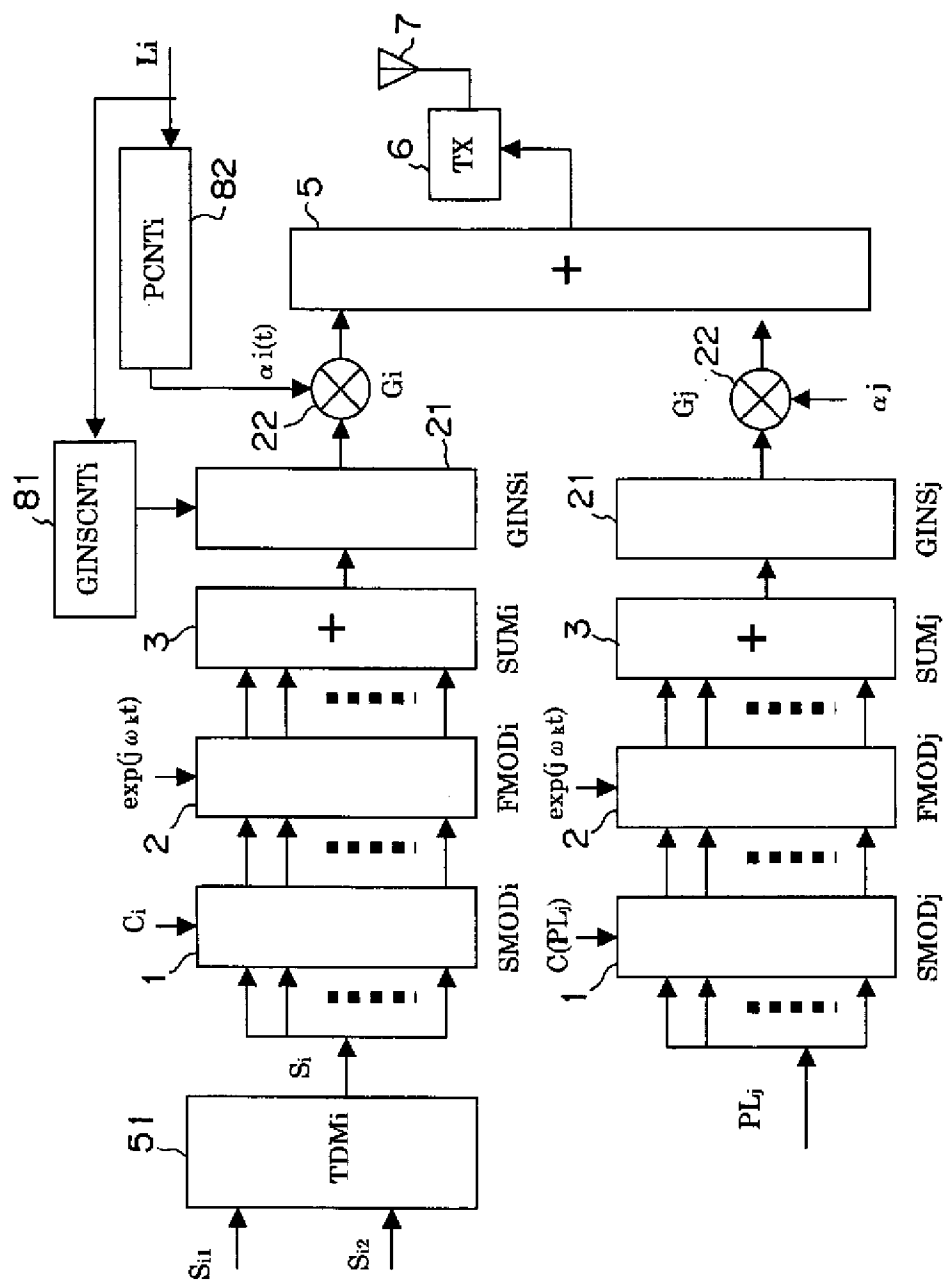 Li
PCNTi
82
81
GINSCNTi
αi(t)
22
Gi
5
+
6
TX
7
Si1
Si2
51
TDMi
Si
Ci
1
SMODi
exp(jωkt)
2
FMODi
3
+
SUMi
21
GINSi
PLj
C(PLj)
1
SMODj
exp(jωkt)
2
FMODj
3
+
SUMj
21
GINSj
Gj
22
αj